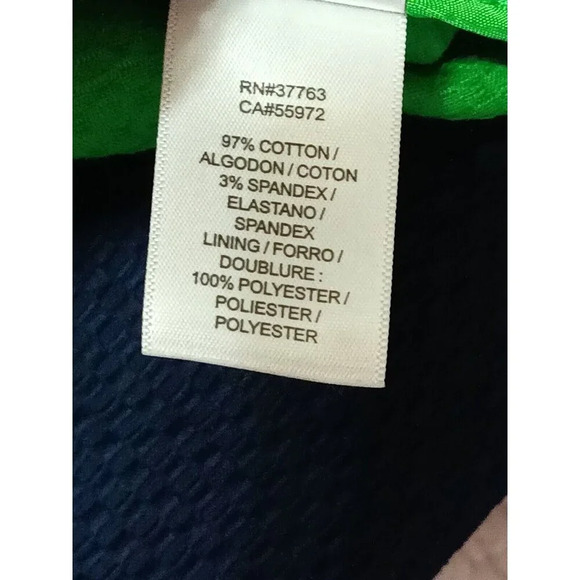 RN#37763
CA#55972
97% COTTON /
ALGODON / COTON
3% SPANDEX /
ELASTANO /
SPANDEX
LINING / FORRO /
DOUBLURE :
100% POLYESTER /
POLIESTER /
POLYESTER